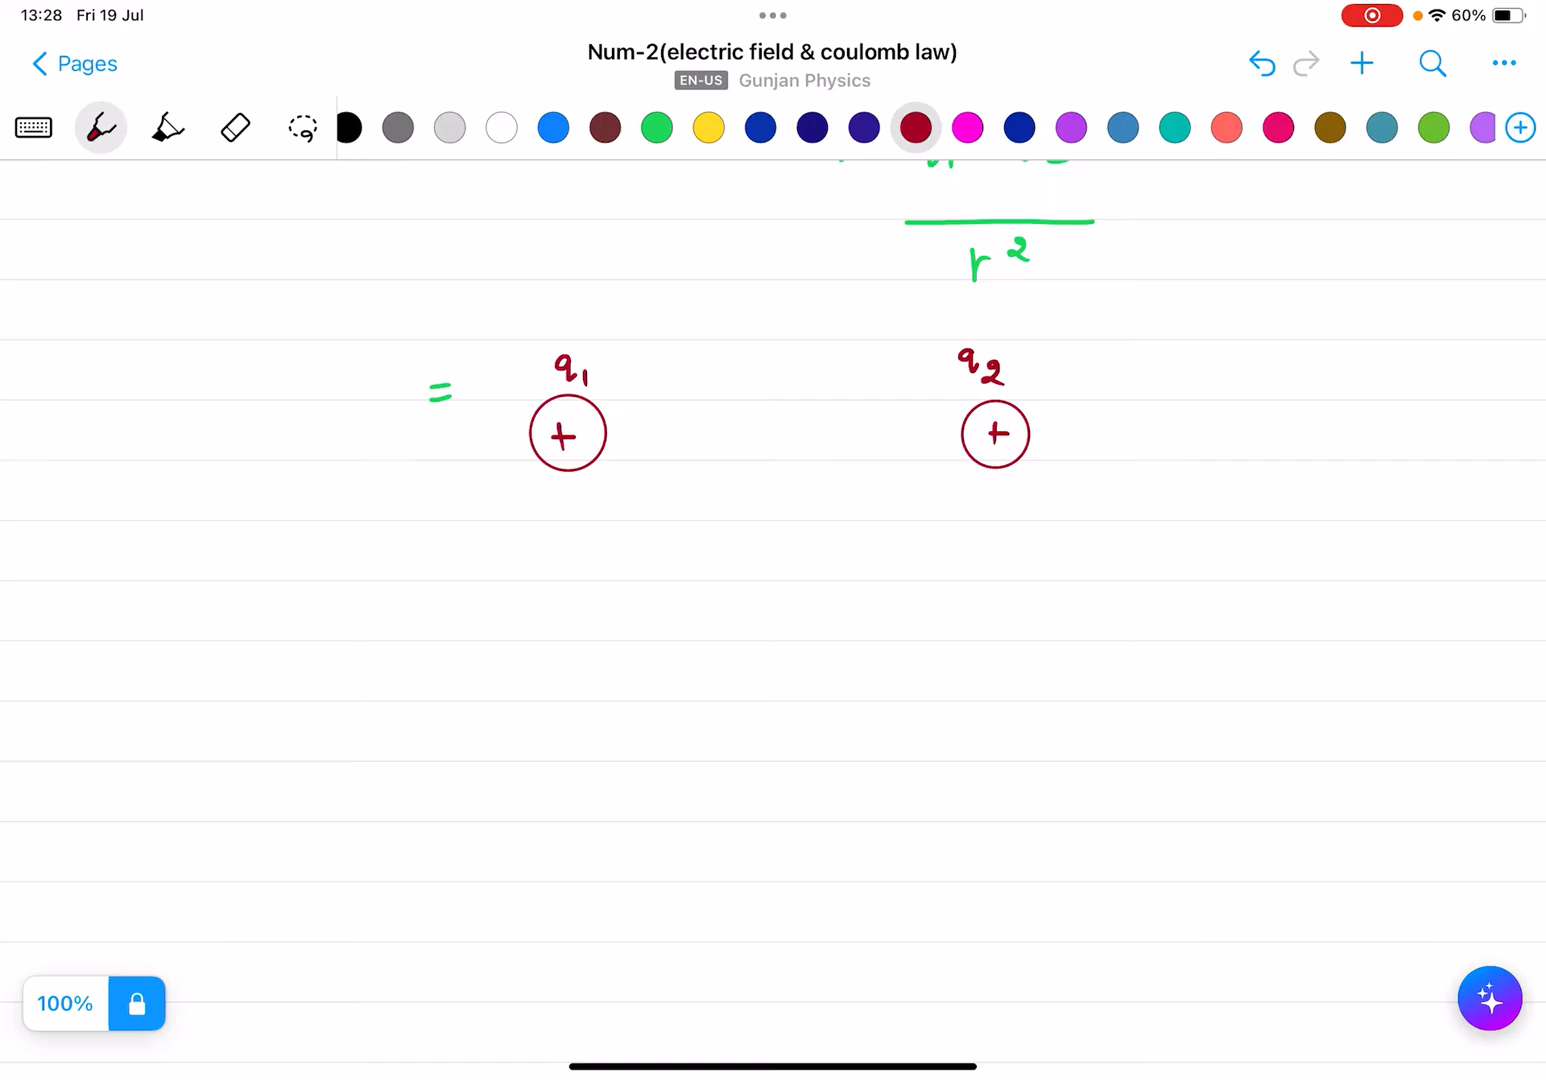 13:28 Fri 19 Jul
60%
Pages
Num-2(electric field & coulomb law)
EN-US Gunjan Physics
r²
= q₁ q₂
+ +
100%